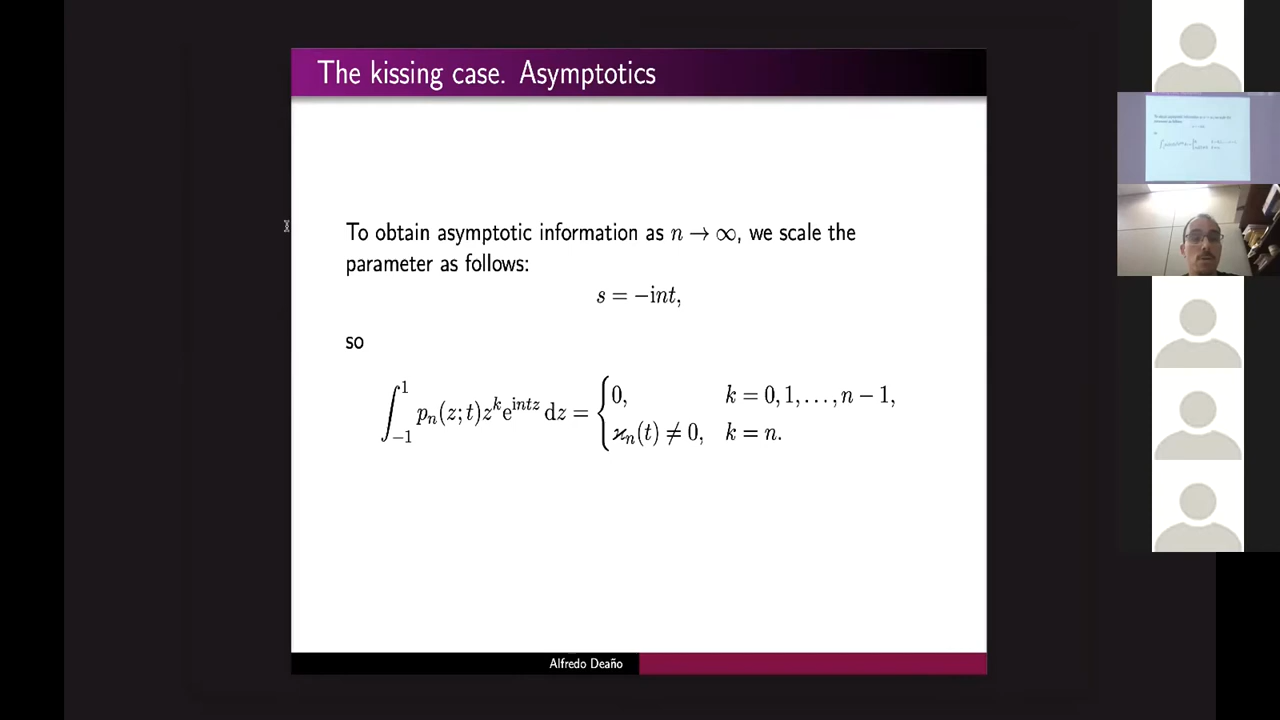 The kissing case. Asymptotics
To obtain asymptotic information as n → ∞, we scale the
parameter as follows:
s = −int,
so
∫_{−1}^{1} p_n(z; t)z^k e^{intz} dz = { 0, k = 0, 1, . . . , n − 1,
ϰ_n(t) ≠ 0, k = n.
Alfredo Deaño